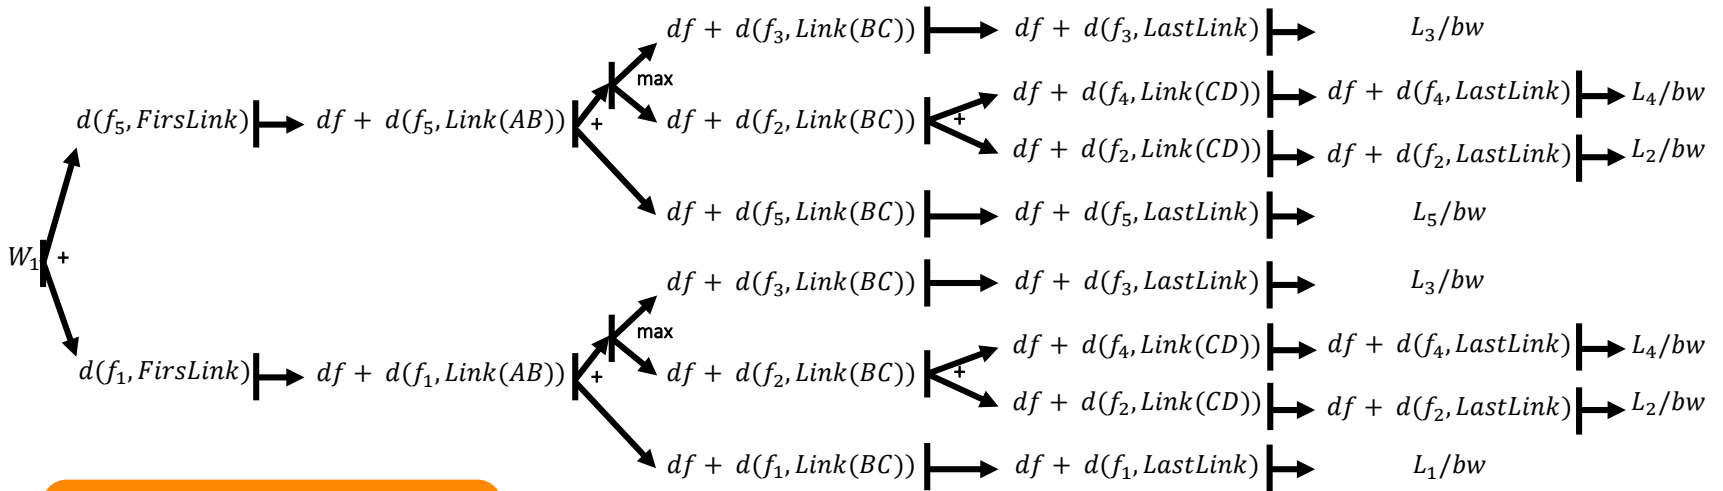 df + d(f₃, Link(BC)) df + d(f₃, LastLink) L₃/bw
max
df + d(f₄, Link(CD)) df + d(f₄, LastLink) L₄/bw
d(f₅, FirsLink) df + d(f₅, Link(AB)) + df + d(f₂, Link(BC)) +
df + d(f₂, Link(CD)) df + d(f₂, LastLink) L₂/bw
df + d(f₅, Link(BC)) df + d(f₅, LastLink) L₅/bw
W₁ +
df + d(f₃, Link(BC)) df + d(f₃, LastLink) L₃/bw
max
df + d(f₄, Link(CD)) df + d(f₄, LastLink) L₄/bw
d(f₁, FirsLink) df + d(f₁, Link(AB)) + df + d(f₂, Link(BC)) +
df + d(f₂, Link(CD)) df + d(f₂, LastLink) L₂/bw
df + d(f₁, Link(BC)) df + d(f₁, LastLink) L₁/bw